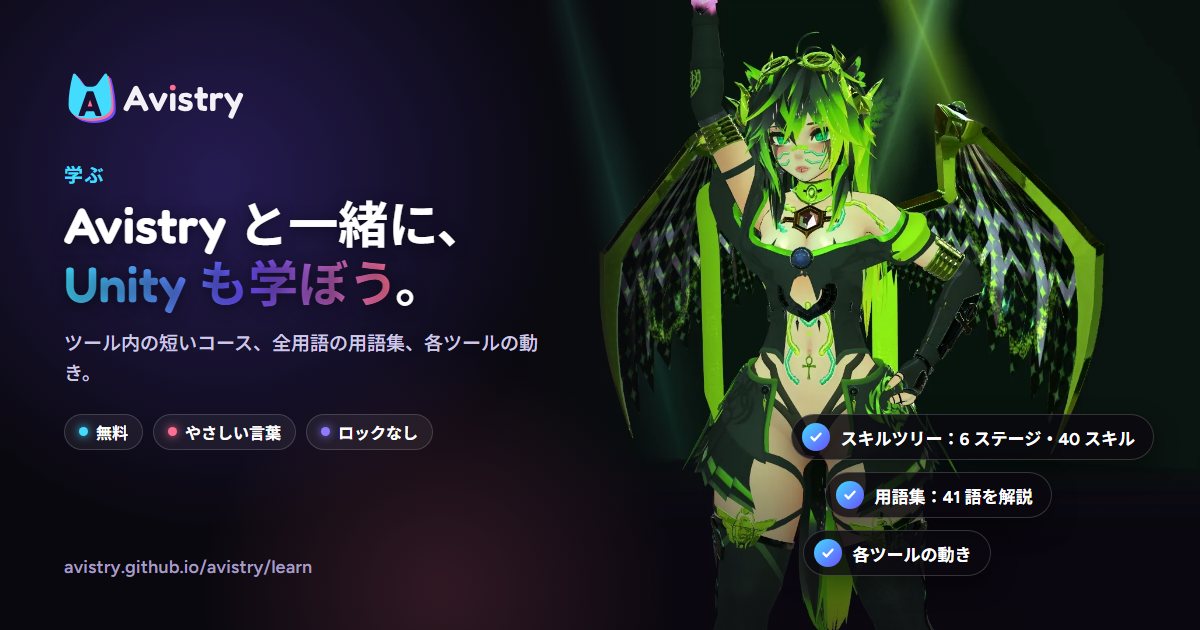 Avistry
学ぶ
Avistry と一緒に、
Unity も学ぼう。
ツール内の短いコース、全用語の用語集、各ツールの動
き。
無料
やさしい言葉
ロックなし
スキルツリー：6 ステージ・40 スキル
用語集：41 語を解説
各ツールの動き
avistry.github.io/avistry/learn